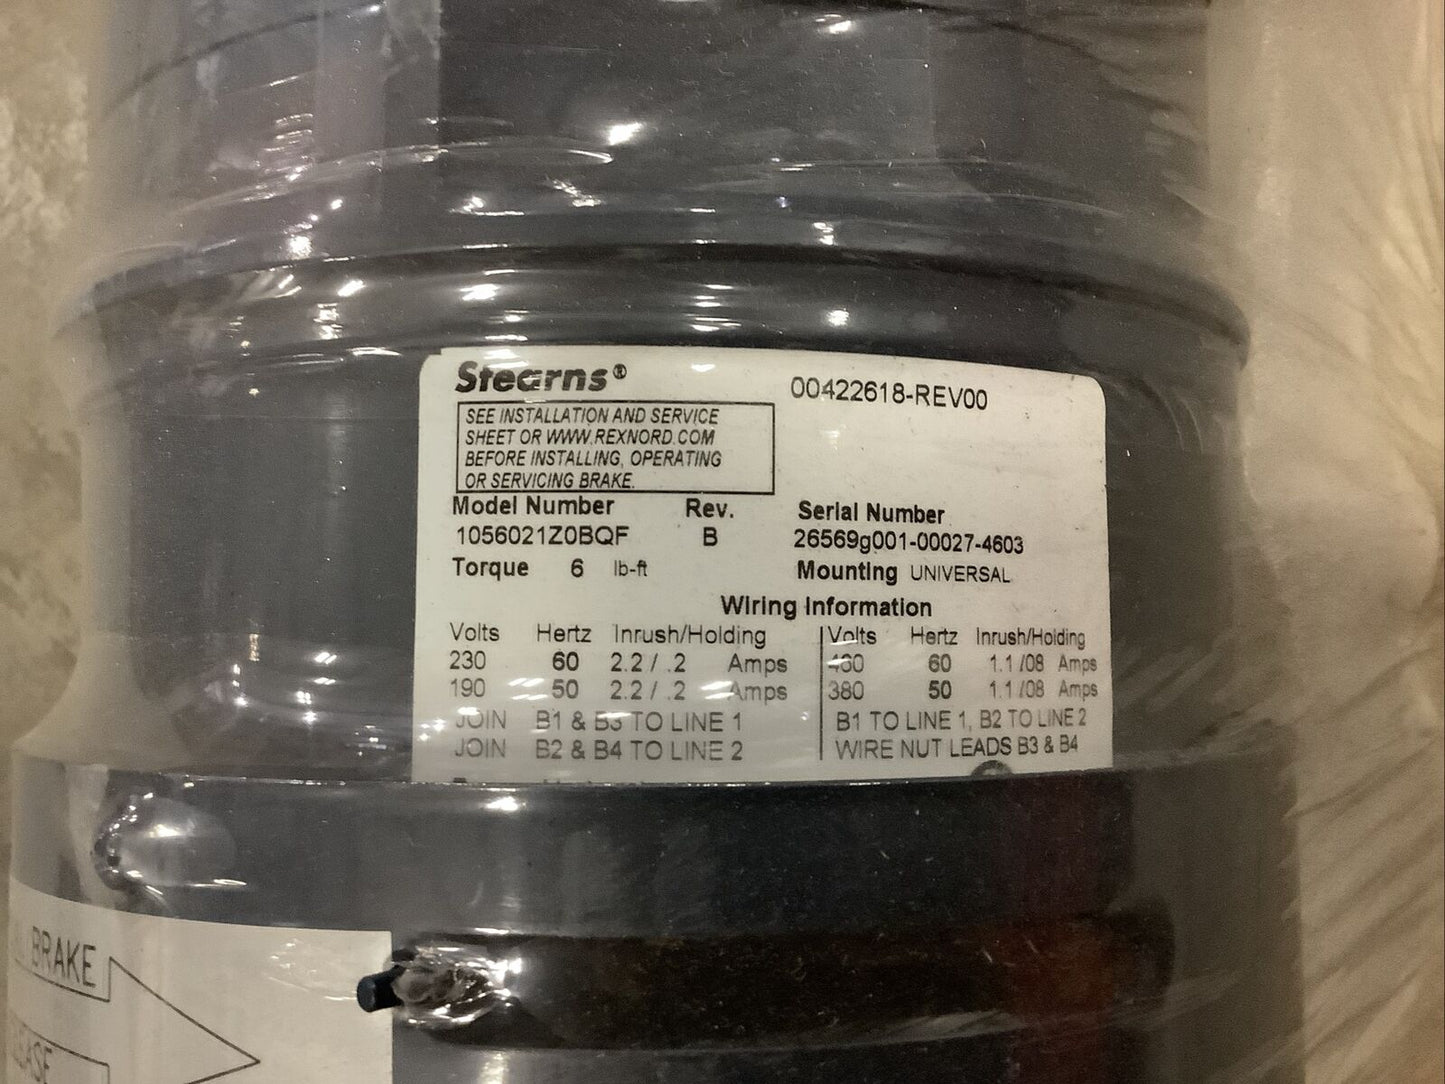 Stearns®
00422618-REV00
SEE INSTALLATION AND SERVICE
SHEET OR WWW.REXNORD.COM
BEFORE INSTALLING, OPERATING
OR SERVICING BRAKE.
Model Number Rev. Serial Number
1056021Z0BQF B 26569g001-00027-4603
Torque 6 lb-ft Mounting UNIVERSAL
Wiring Information
Volts Hertz Inrush/Holding
230 60 2.2 / .2 Amps
190 50 2.2 / .2 Amps
JOIN B1 & B3 TO LINE 1
JOIN B2 & B4 TO LINE 2
Volts Hertz Inrush/Holding
460 60 1.1 /08 Amps
380 50 1.1 /08 Amps
B1 TO LINE 1, B2 TO LINE 2
WIRE NUT LEADS B3 & B4
BRAKE